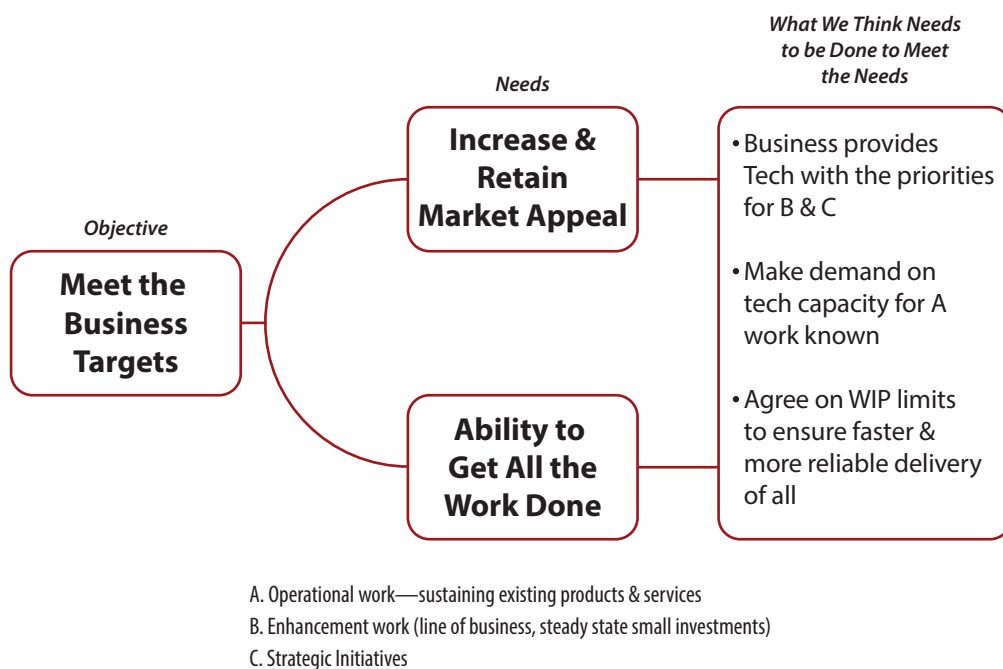 What We Think Needs
to be Done to Meet
the Needs
Needs
Increase &
Retain
Market Appeal
• Business provides
Tech with the priorities
for B & C
Objective
Meet the
Business
Targets
• Make demand on
tech capacity for A
work known
• Agree on WIP limits
to ensure faster &
more reliable delivery
of all
Ability to
Get All the
Work Done
A. Operational work—sustaining existing products & services
B. Enhancement work (line of business, steady state small investments)
C. Strategic Initiatives